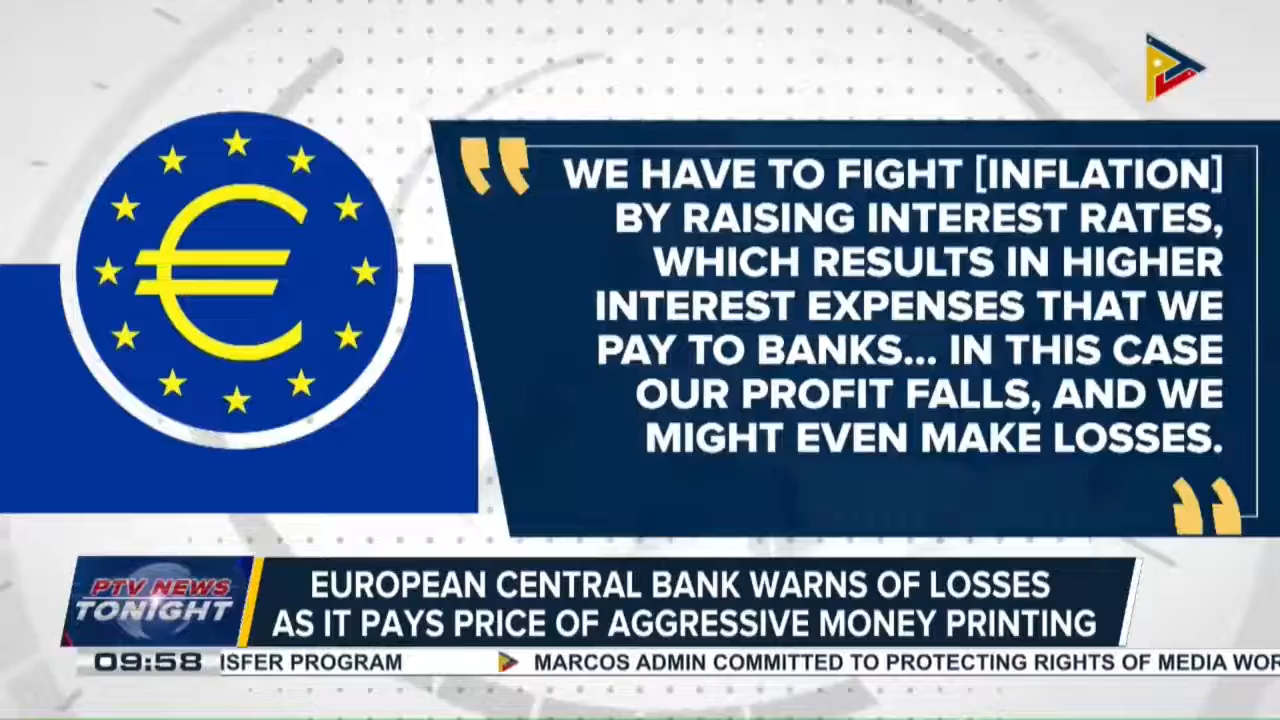 WE HAVE TO FIGHT [INFLATION]
BY RAISING INTEREST RATES,
WHICH RESULTS IN HIGHER
INTEREST EXPENSES THAT WE
PAY TO BANKS... IN THIS CASE
OUR PROFIT FALLS, AND WE
MIGHT EVEN MAKE LOSSES.
PTV NEWS
TONIGHT
EUROPEAN CENTRAL BANK WARNS OF LOSSES
AS IT PAYS PRICE OF AGGRESSIVE MONEY PRINTING
09:58 ISFER PROGRAM MARCOS ADMIN COMMITTED TO PROTECTING RIGHTS OF MEDIA WOR